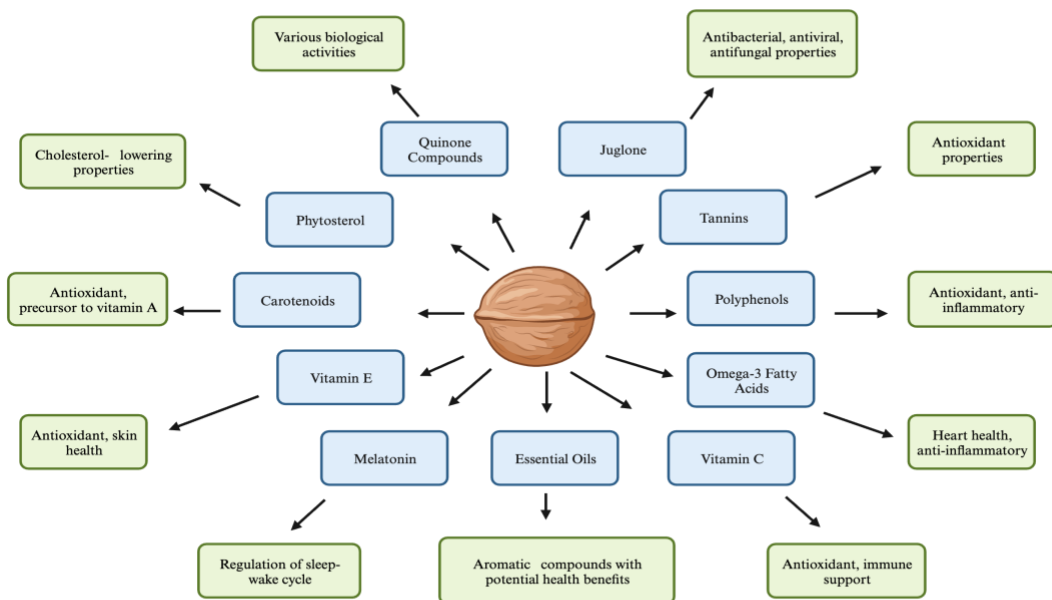 Various biological
activities
Antibacterial, antiviral,
antifungal properties
Quinone
Compounds
Juglone
Cholesterol- lowering
properties
Antioxidant
properties
Phytosterol
Tannins
Antioxidant,
precursor to vitamin A
Carotenoids
Polyphenols
Antioxidant, anti-
inflammatory
Vitamin E
Omega-3 Fatty
Acids
Antioxidant, skin
health
Heart health,
anti-inflammatory
Melatonin
Essential Oils
Vitamin C
Regulation of sleep-
wake cycle
Aromatic compounds with
potential health benefits
Antioxidant, immune
support